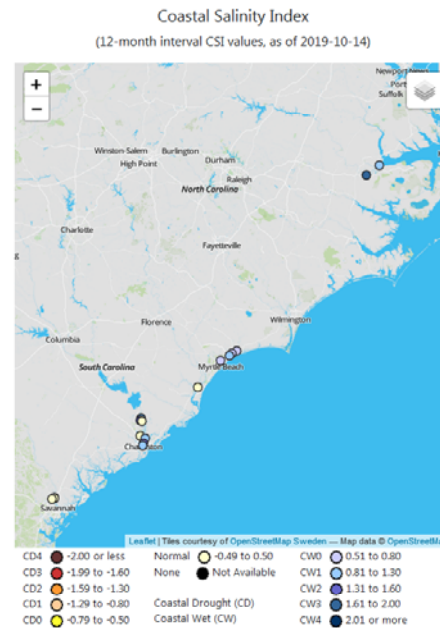 Coastal Salinity Index
(12-month interval CSI values, as of 2019-10-14)
+
−
Suffolk
Winston-Salem
Burlington
High Point
Durham
Raleigh
North Carolina
Charlotte
Fayetteville
Florence
Wilmington
Columbia
Myrtle Beach
South Carolina
Savannah
Leaflet | Tiles courtesy of OpenStreetMap Sweden — Map data © OpenStreetMap
CD4 -2.00 or less
CD3 -1.99 to -1.60
CD2 -1.59 to -1.30
CD1 -1.29 to -0.80
CD0 -0.79 to -0.50
Normal -0.49 to 0.50
None Not Available
Coastal Drought (CD)
Coastal Wet (CW)
CW0 0.51 to 0.80
CW1 0.81 to 1.30
CW2 1.31 to 1.60
CW3 1.61 to 2.00
CW4 2.01 or more